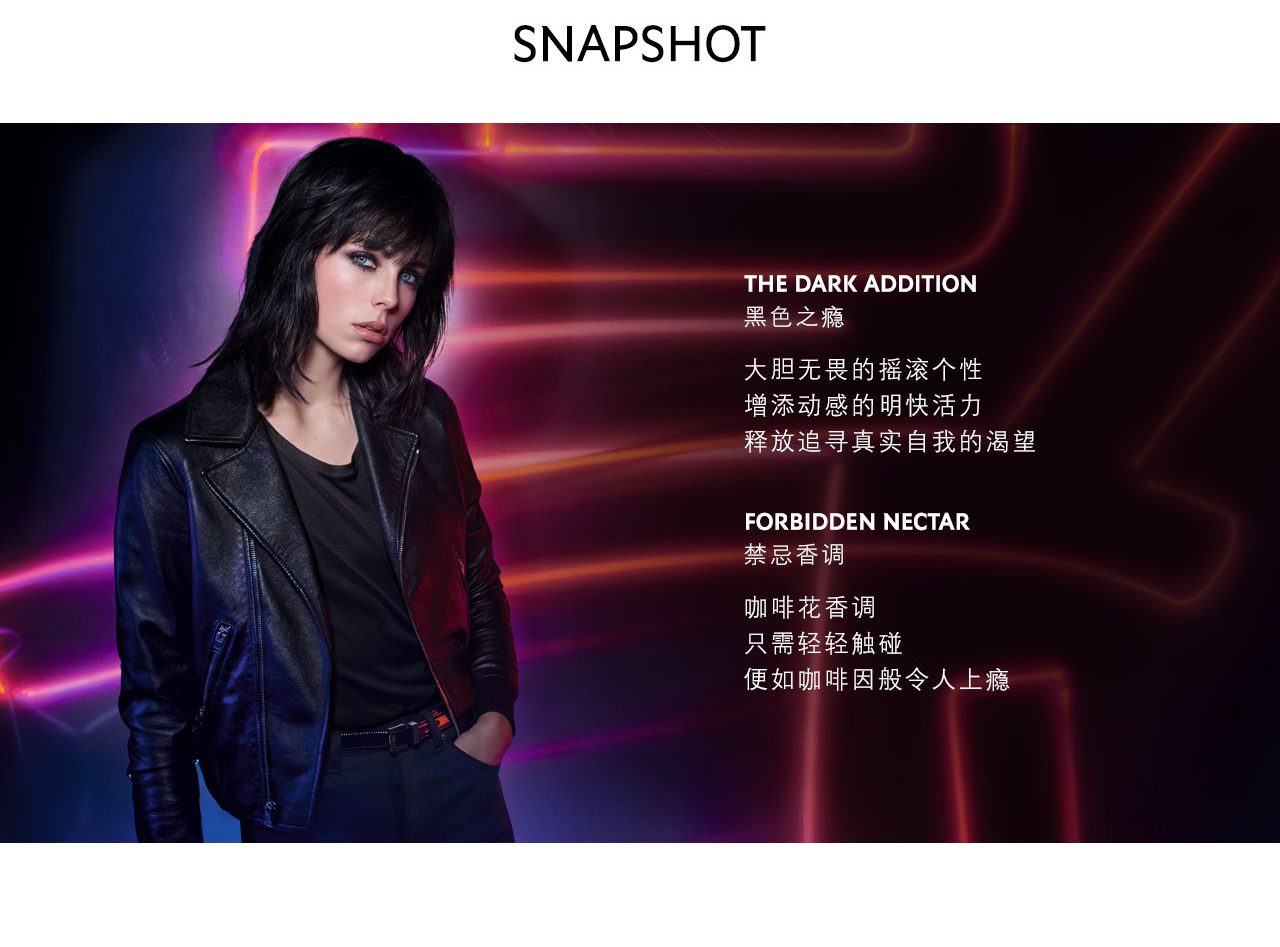 SNAPSHOT
THE DARK ADDITION
黑色之瘾
大胆无畏的摇滚个性
增添动感的明快活力
释放追寻真实自我的渴望
FORBIDDEN NECTAR
禁忌香调
咖啡花香调
只需轻轻触碰
便如咖啡因般令人上瘾